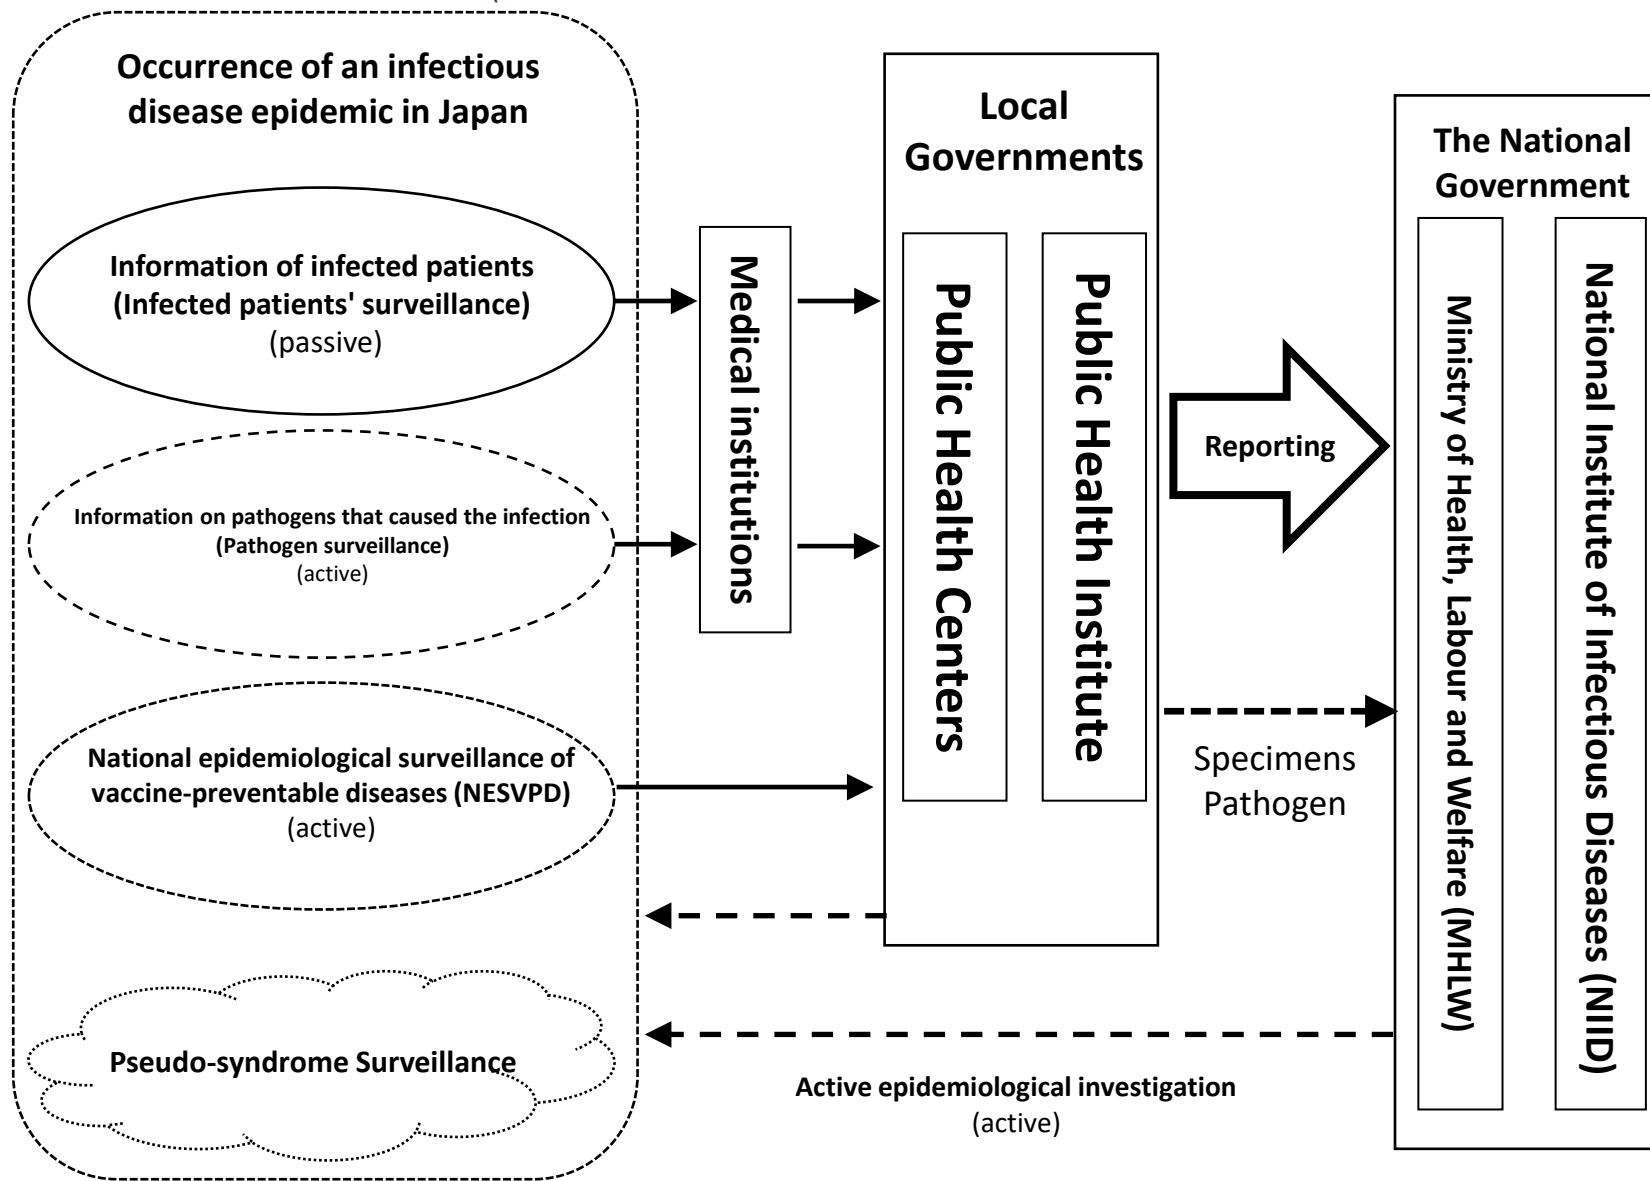 Occurrence of an infectious
disease epidemic in Japan
Information of infected patients
(Infected patients' surveillance)
(passive)
Information on pathogens that caused the infection
(Pathogen surveillance)
(active)
National epidemiological surveillance of
vaccine-preventable diseases (NESVPD)
(active)
Pseudo-syndrome Surveillance
Medical institutions
Local
Governments
Public Health Centers
Public Health Institute
Reporting
Specimens
Pathogen
Active epidemiological investigation
(active)
The National
Government
Ministry of Health, Labour and Welfare (MHLW)
National Institute of Infectious Diseases (NIID)